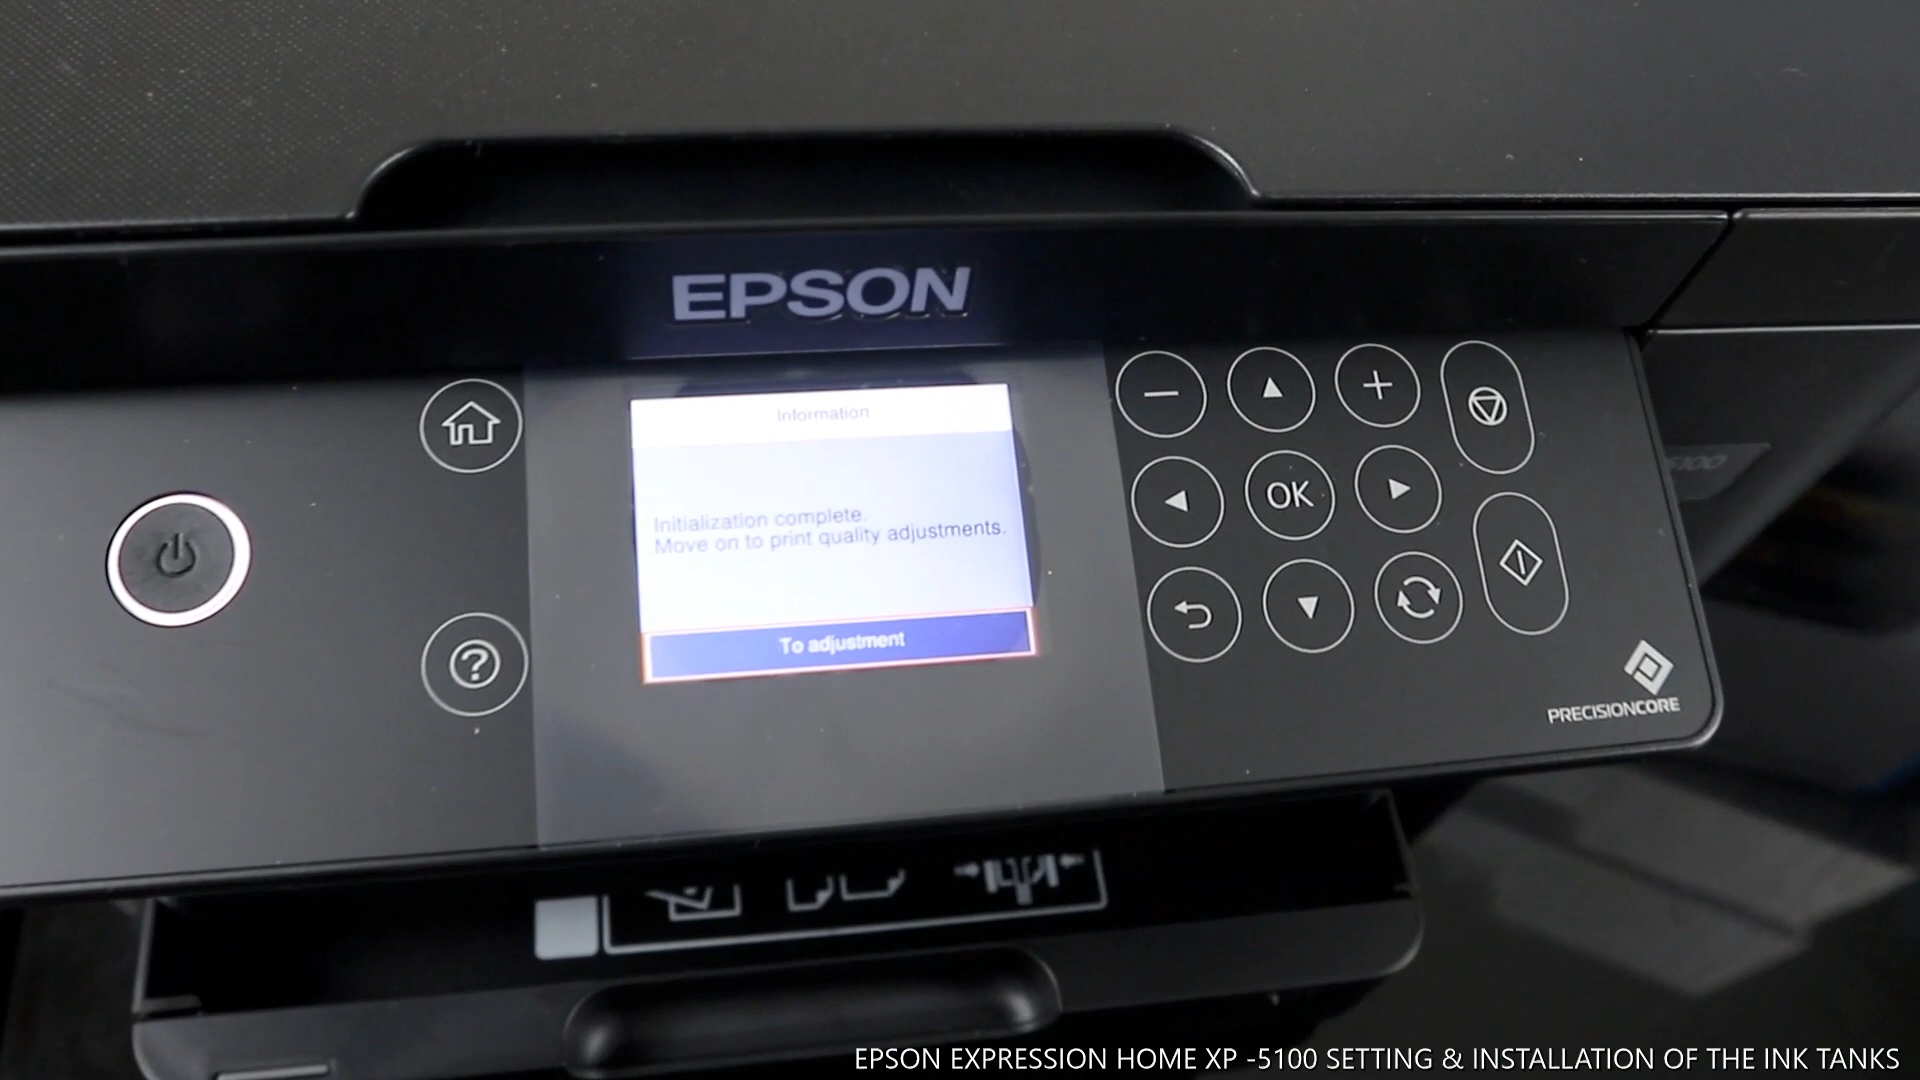 EPSON
Information
Initialization complete.
Move on to print quality adjustments.
To adjustment
OK
5100
PRECISIONCORE
EPSON EXPRESSION HOME XP -5100 SETTING & INSTALLATION OF THE INK TANKS